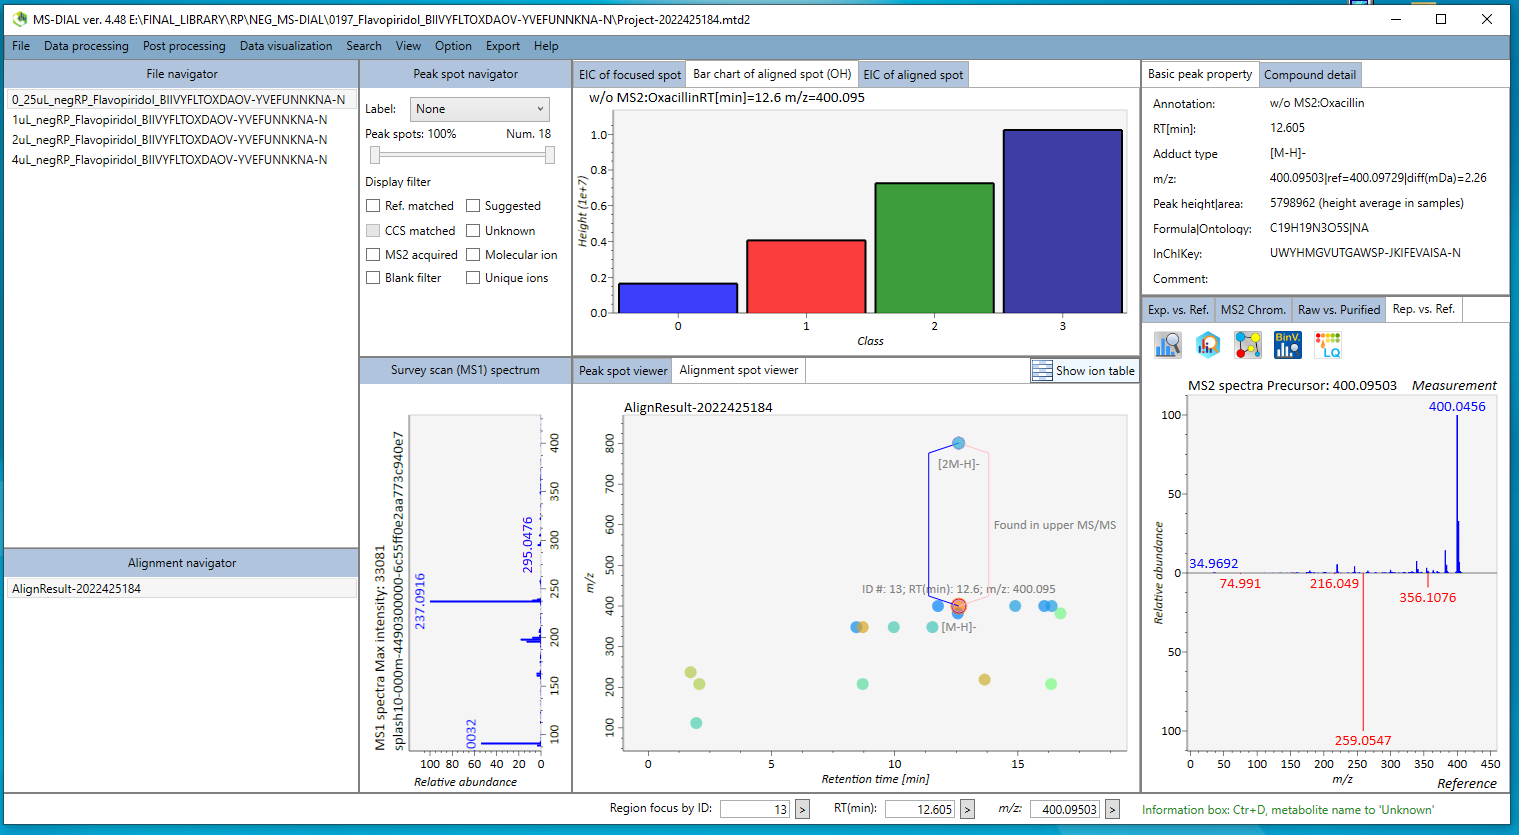 MS-DIAL ver. 4.48 E:\FINAL_LIBRARY\RP\NEG_MS-DIAL\0197_Flavopiridol_BIIVYFLTOXDAOV-YVEFUNNKNA-N\Project-2022425184.mtd2
File Data processing Post processing Data visualization Search View Option Export Help
File navigator
0_25uL_negRP_Flavopiridol_BIIVYFLTOXDAOV-YVEFUNNKNA-N
1uL_negRP_Flavopiridol_BIIVYFLTOXDAOV-YVEFUNNKNA-N
2uL_negRP_Flavopiridol_BIIVYFLTOXDAOV-YVEFUNNKNA-N
4uL_negRP_Flavopiridol_BIIVYFLTOXDAOV-YVEFUNNKNA-N
Alignment navigator
AlignResult-2022425184
Peak spot navigator
Label: None
Peak spots: 100% Num. 18
Display filter
Ref. matched Suggested
CCS matched Unknown
MS2 acquired Molecular ion
Blank filter Unique ions
Survey scan (MS1) spectrum
MS1 spectra Max intensity: 33081
splash10-000m-4490300000-6c55ff0e2aa773c940e7
237.0916
295.0476
0032
400
350
300
250
200
150
100
100 80 60 40 20 0
Relative abundance
EIC of focused spot Bar chart of aligned spot (OH) EIC of aligned spot
w/o MS2:OxacillinRT[min]=12.6 m/z=400.095
Height (1e+7)
1.0
0.8
0.6
0.4
0.2
0.0
0 1 2 3
Class
Peak spot viewer Alignment spot viewer Show ion table
AlignResult-2022425184
m/z
800
700
600
500
400
300
200
100
[2M-H]-
Found in upper MS/MS
ID #: 13; RT(min): 12.6; m/z: 400.095
[M-H]-
0 5 10 15
Retention time [min]
Basic peak property Compound detail
Annotation: w/o MS2:Oxacillin
RT[min]: 12.605
Adduct type [M-H]-
m/z: 400.09503|ref=400.09729|diff(mDa)=2.26
Peak height|area: 5798962 (height average in samples)
Formula|Ontology: C19H19N3O5S|NA
InChIKey: UWYHMGVUTGAWSP-JKIFEVAISA-N
Comment:
Exp. vs. Ref. MS2 Chrom. Raw vs. Purified Rep. vs. Ref.
BinV.
LQ
MS2 spectra Precursor: 400.09503 Measurement
400.0456
Relative abundance
100
50
0
50
100
34.9692
74.991 216.049
356.1076
259.0547
0 50 100 150 200 250 300 350 400 450
m/z
Reference
Region focus by ID: 13 > RT(min): 12.605 > m/z: 400.09503 > Information box: Ctr+D, metabolite name to 'Unknown'